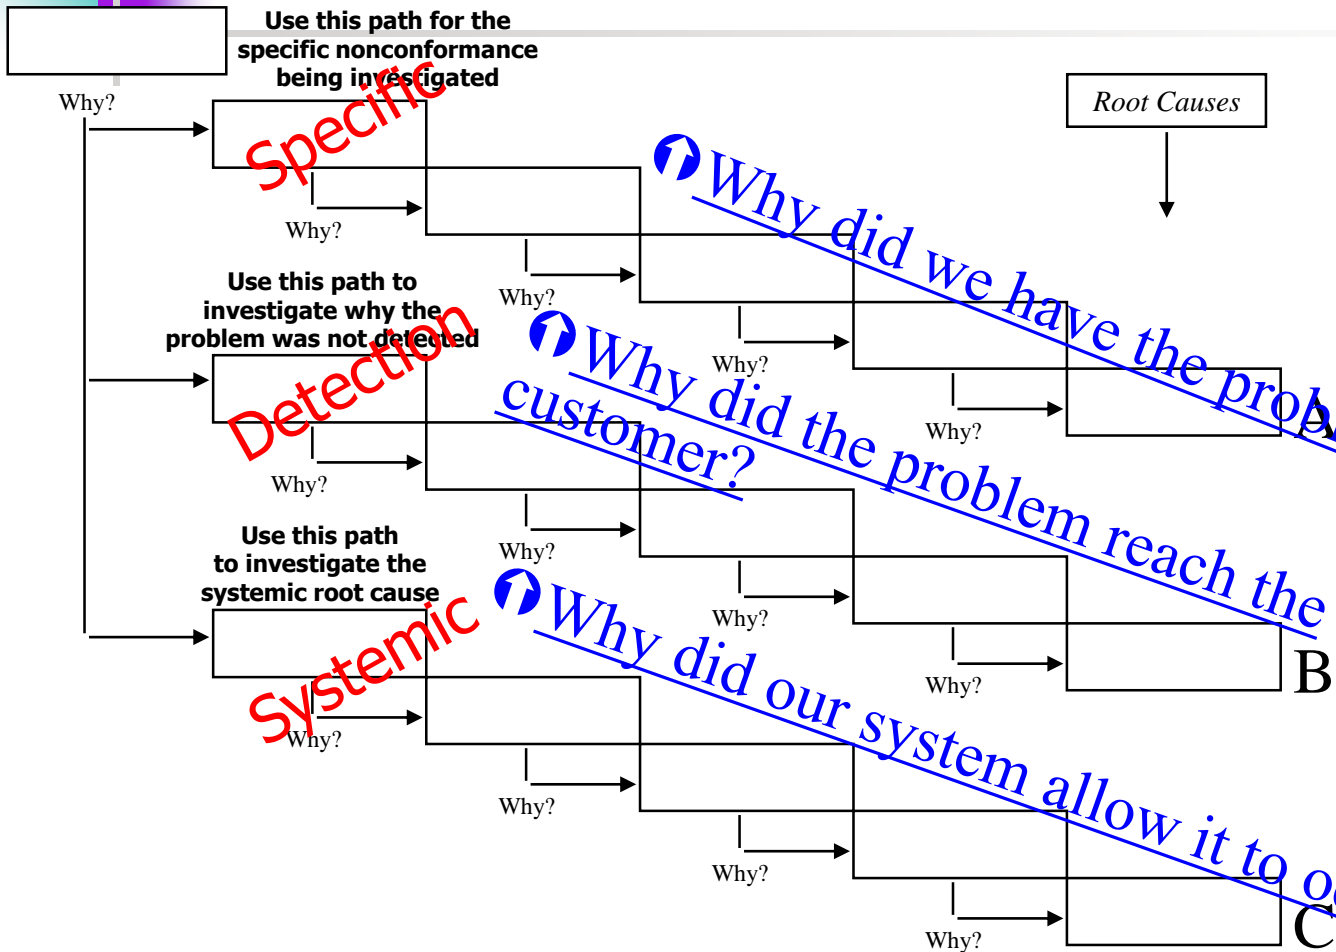 Use this path for the
specific nonconformance
being investigated
Why?
Specific
Root Causes
Why did we have the prob
Why?
Why?
Why?
Why?
A
Use this path to
investigate why the
problem was not detected
Detection
Why did the problem reach the
customer?
Why?
Why?
Why?
Why?
B
Use this path
to investigate the
systemic root cause
Systemic
Why did our system allow it to
Why?
Why?
Why?
Why?
C